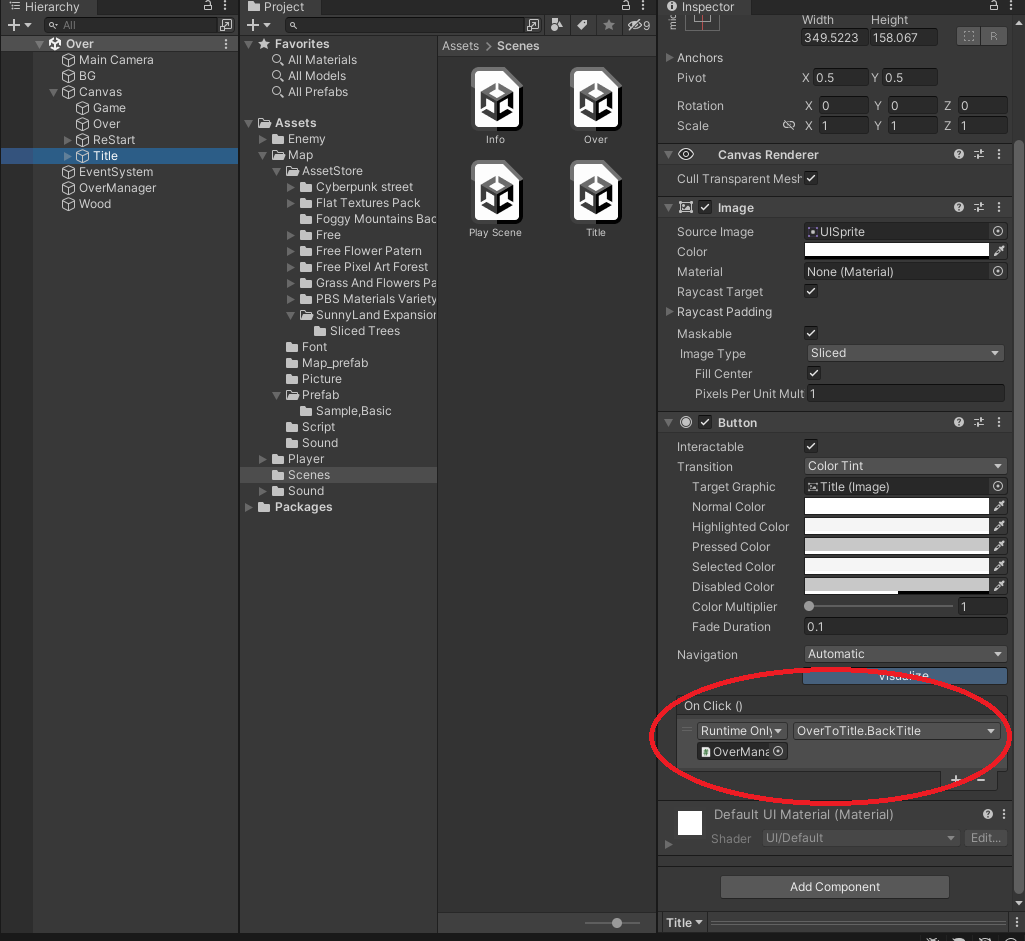 Hierarchy
All
Over
Main Camera
BG
Canvas
Game
Over
ReStart
Title
EventSystem
OverManager
Wood
Project
9
Favorites
All Materials
All Models
All Prefabs
Assets
Enemy
Map
AssetStore
Cyberpunk street
Flat Textures Pack
Foggy Mountains Bac
Free
Free Flower Patern
Free Pixel Art Forest
Grass And Flowers Pa
PBS Materials Variety
SunnyLand Expansion
Sliced Trees
Font
Map_prefab
Picture
Prefab
Sample,Basic
Script
Sound
Player
Scenes
Sound
Packages
Assets > Scenes
Info
Over
Play Scene
Title
Inspector
Width Height
349.5223 158.067
R
Anchors
Pivot X 0.5 Y 0.5
Rotation X 0 Y 0 Z 0
Scale X 1 Y 1 Z 1
Canvas Renderer
Cull Transparent Mesh
Image
Source Image UISprite
Color
Material None (Material)
Raycast Target
Raycast Padding
Maskable
Image Type Sliced
Fill Center
Pixels Per Unit Mult 1
Button
Interactable
Transition Color Tint
Target Graphic Title (Image)
Normal Color
Highlighted Color
Pressed Color
Selected Color
Disabled Color
Color Multiplier 1
Fade Duration 0.1
Navigation Automatic
Visualize
On Click ()
Runtime Only OverToTitle.BackTitle
# OverMana
+ −
Default UI Material (Material)
Shader UI/Default Edit...
Add Component
Title